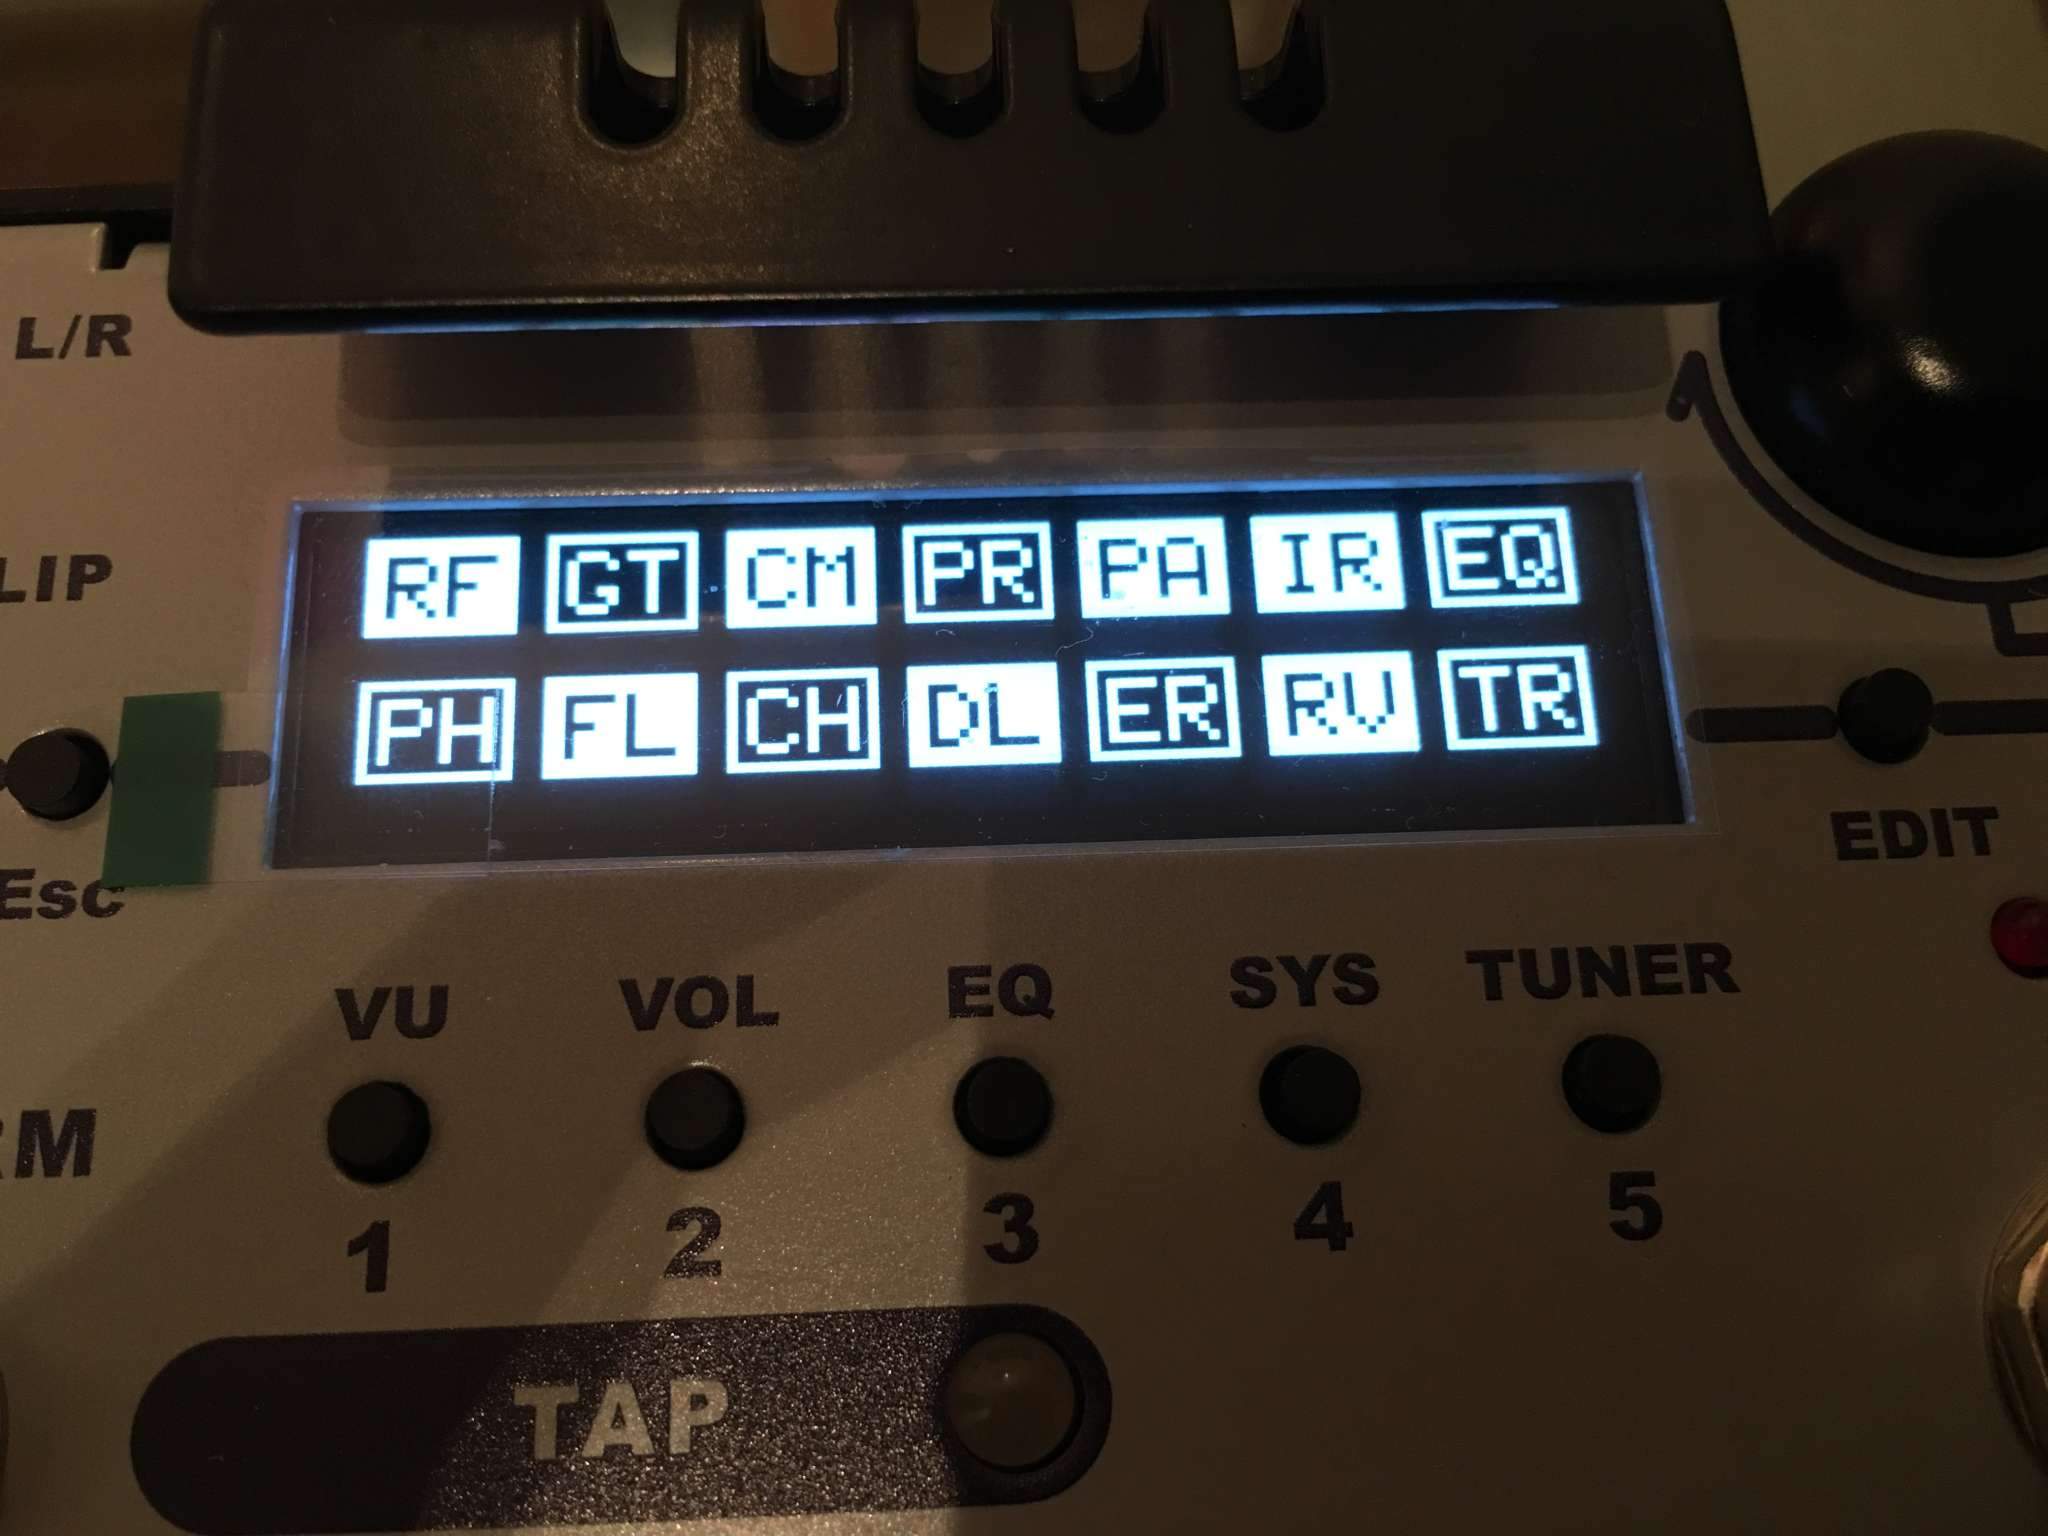 L/R
LIP
RF GT CM PR PA IR EQ
PH FL CH DL ER RV TR
Esc
EDIT
VU VOL EQ SYS TUNER
RM
1 2 3 4 5
TAP